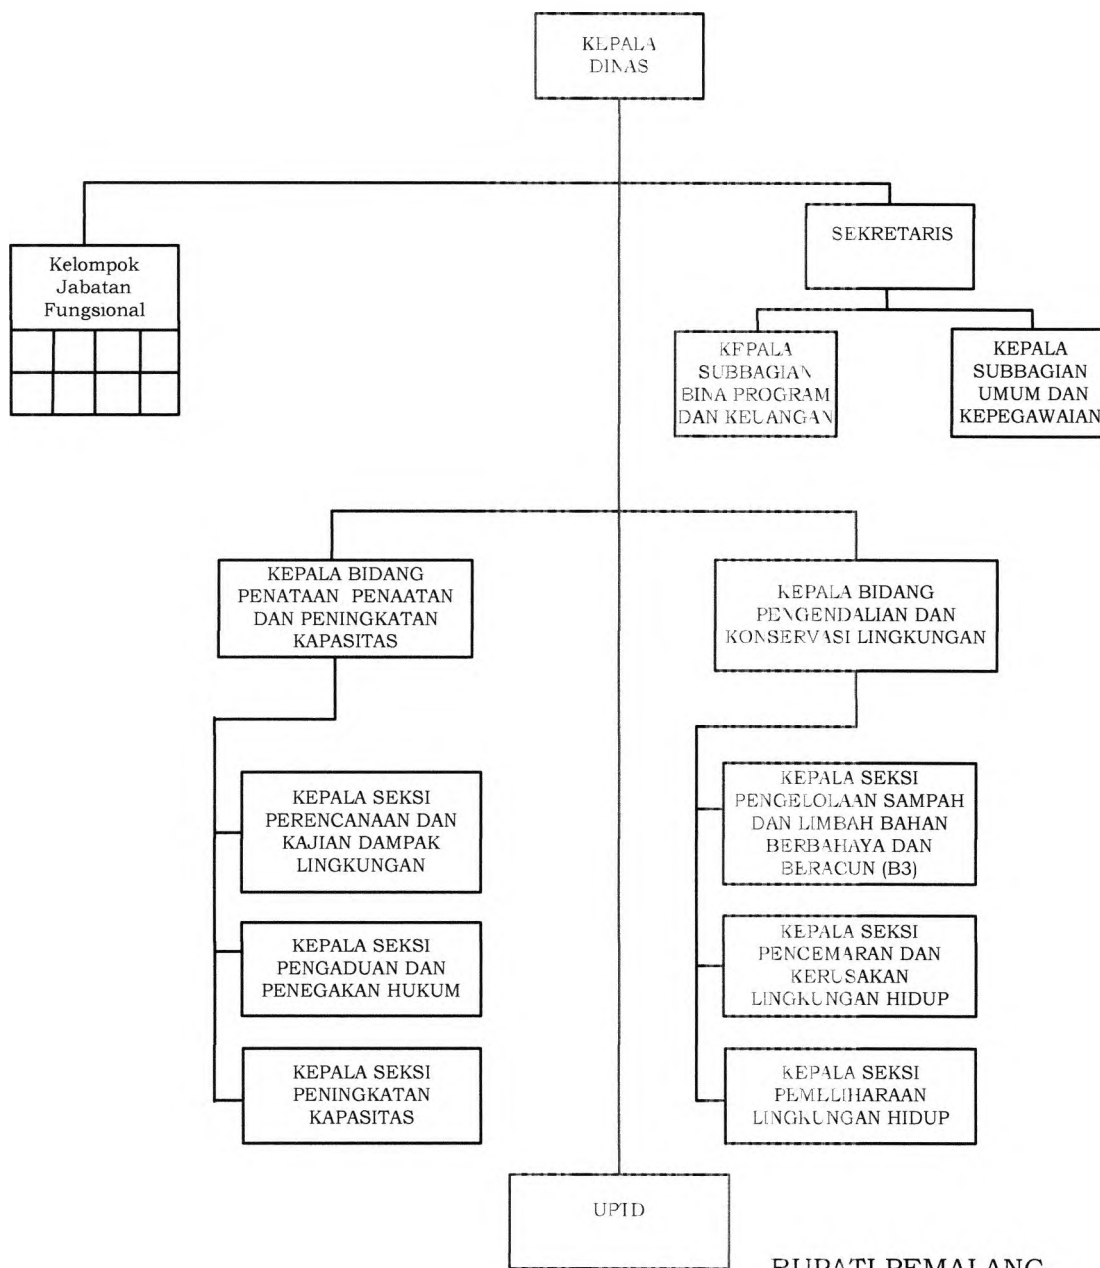 KEPALA
DINAS
SEKRETARIS
Kelompok
Jabatan
Fungsional
KEPALA
SUBBAGIAN
BINA PROGRAM
DAN KEUANGAN
KEPALA
SUBBAGIAN
UMUM DAN
KEPEGAWAIAN
KEPALA BIDANG
PENATAAN PENAATAN
DAN PENINGKATAN
KAPASITAS
KEPALA BIDANG
PENGENDALIAN DAN
KONSERVASI LINGKUNGAN
KEPALA SEKSI
PERENCANAAN DAN
KAJIAN DAMPAK
LINGKUNGAN
KEPALA SEKSI
PENGADUAN DAN
PENEGAKAN HUKUM
KEPALA SEKSI
PENINGKATAN
KAPASITAS
KEPALA SEKSI
PENGELOLAAN SAMPAH
DAN LIMBAH BAHAN
BERBAHAYA DAN
BERACUN (B3)
KEPALA SEKSI
PENCEMARAN DAN
KERUSAKAN
LINGKUNGAN HIDUP
KEPALA SEKSI
PEMELIHARAAN
LINGKUNGAN HIDUP
UPTD
BUPATI PEMALANG